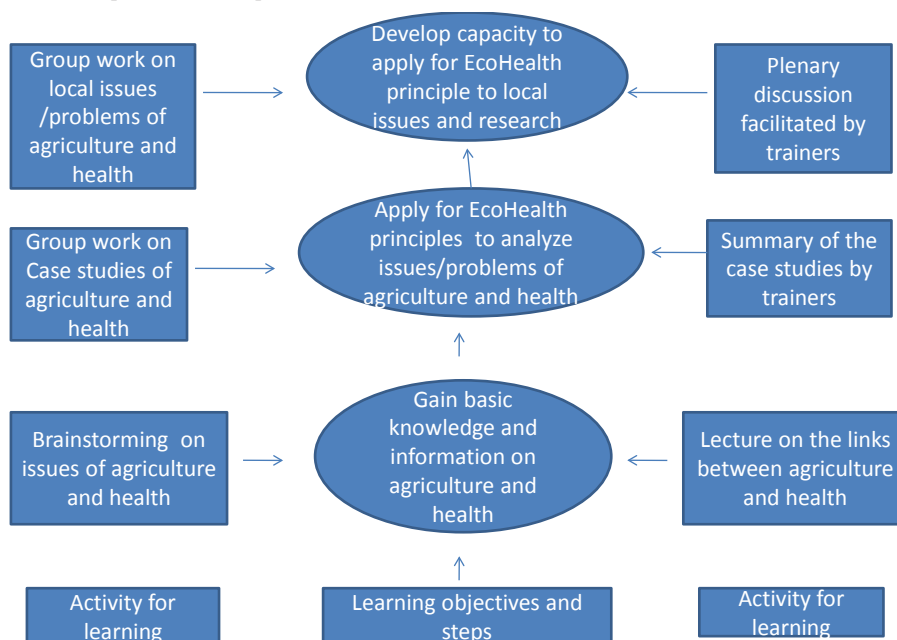 Group work on
local issues
/problems of
agriculture and
health
Develop capacity to
apply for EcoHealth
principle to local
issues and research
Plenary
discussion
facilitated by
trainers
Group work on
Case studies of
agriculture and
health
Apply for EcoHealth
principles to analyze
issues/problems of
agriculture and health
Summary of the
case studies by
trainers
Brainstorming on
issues of agriculture
and health
Gain basic
knowledge and
information on
agriculture and
health
Lecture on the links
between agriculture
and health
Activity for
learning
Learning objectives and
steps
Activity for
learning